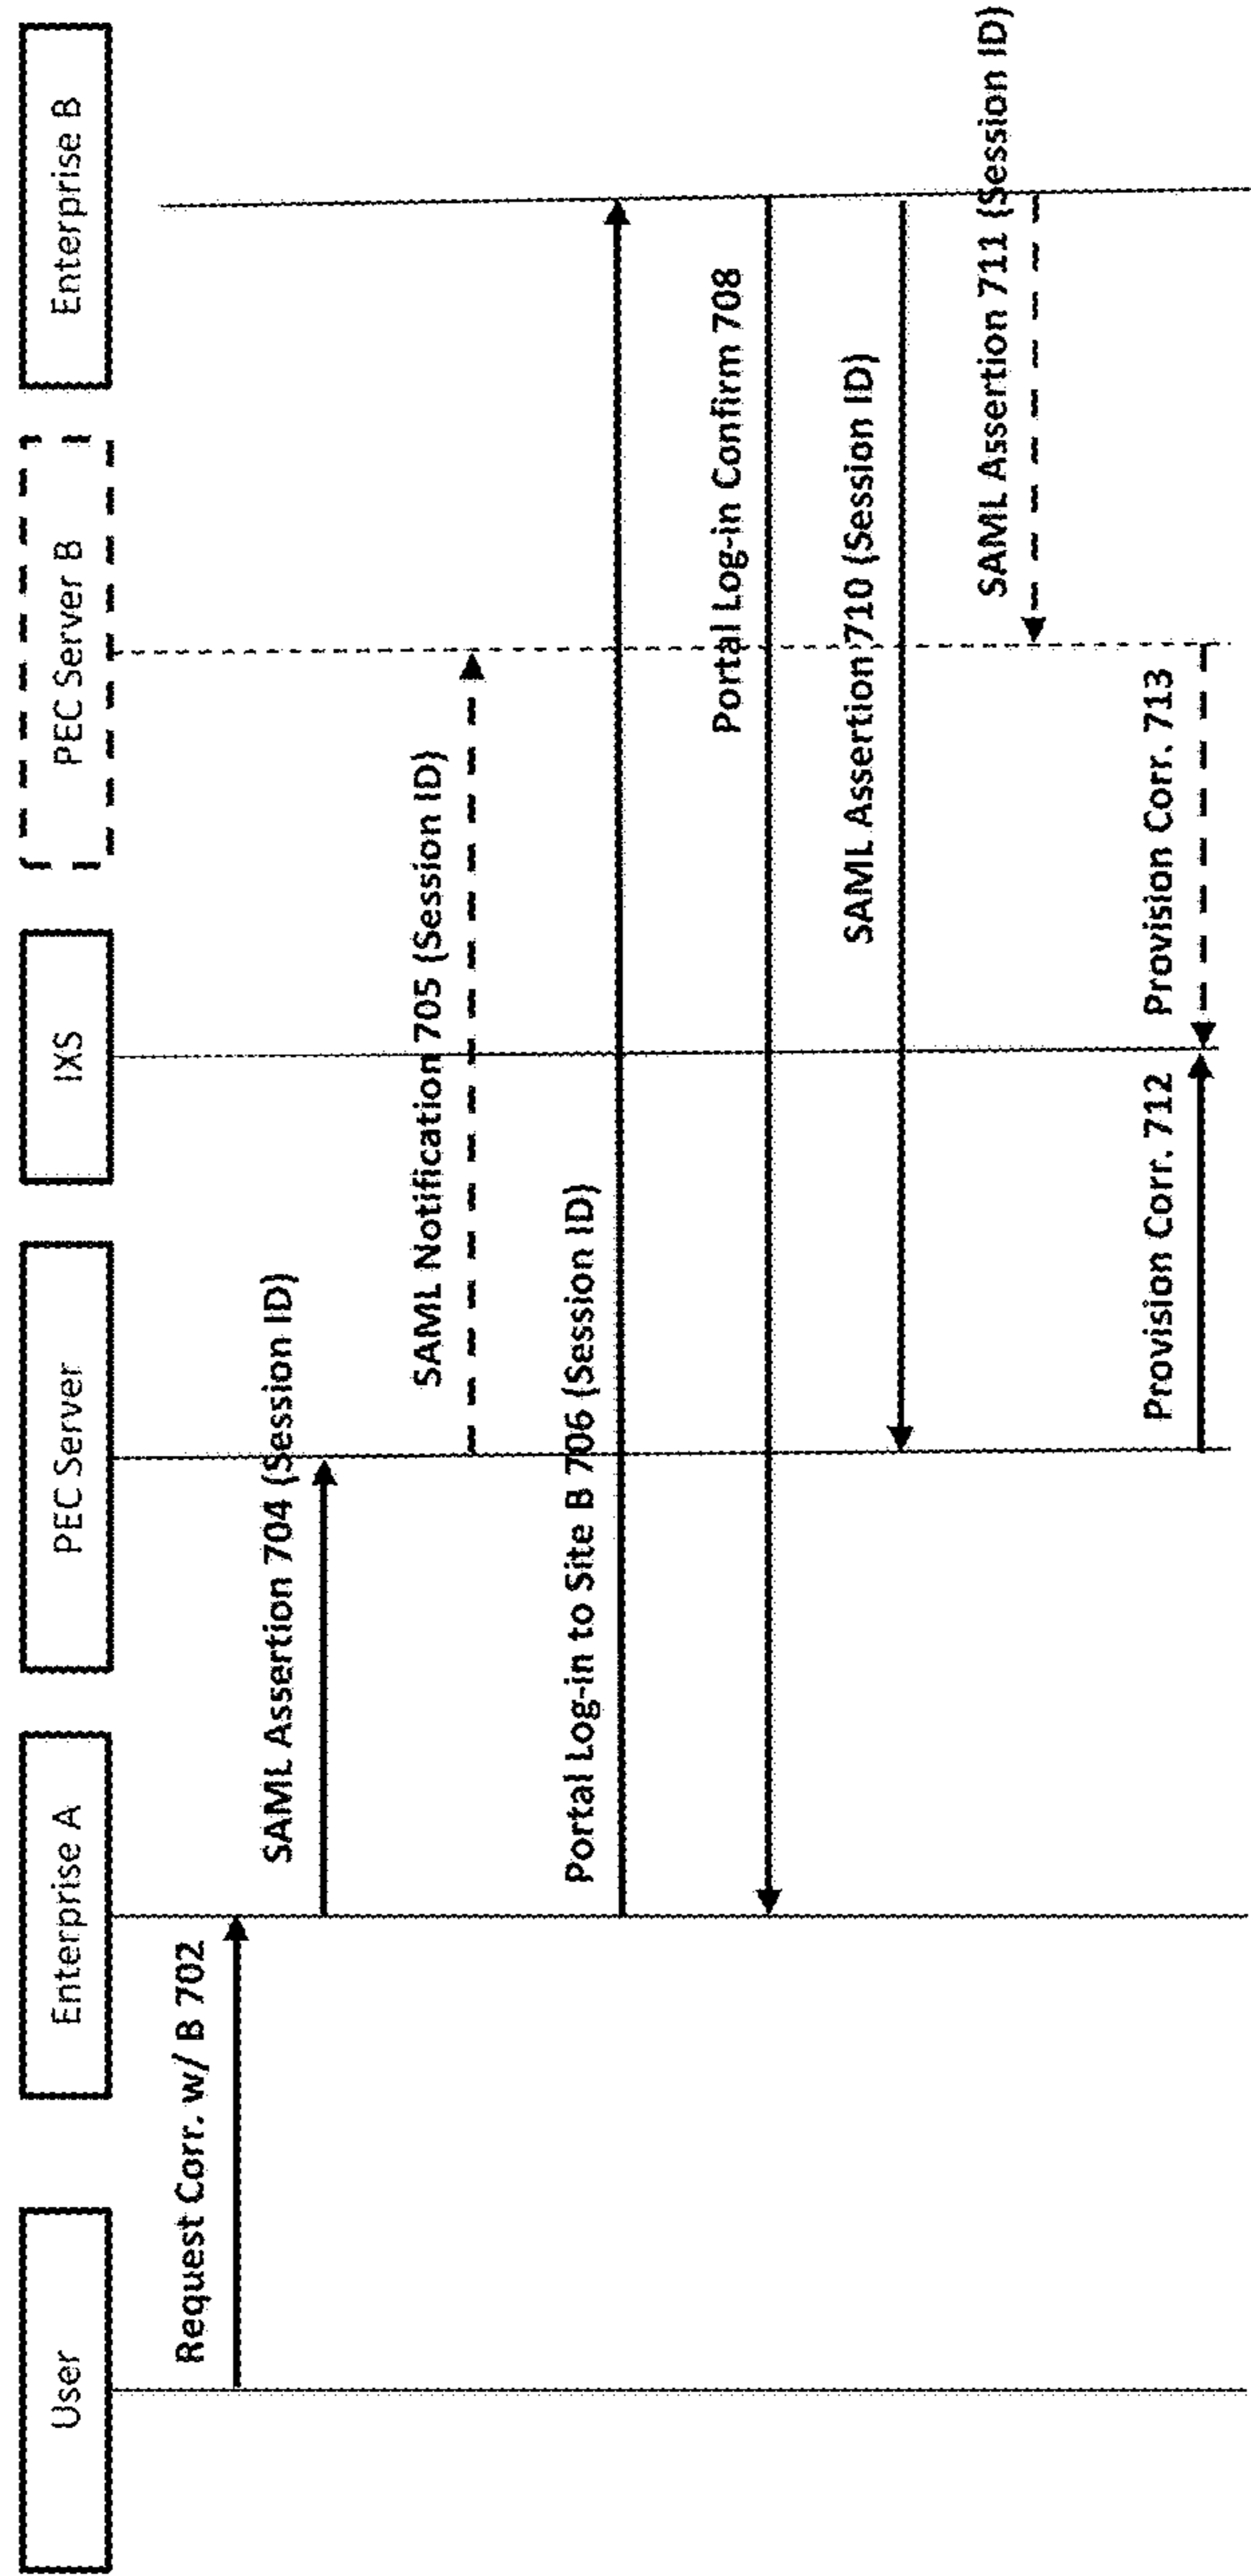 User
Enterprise A
PEC Server
IXS
PEC Server B
Enterprise B
Request Corr. w/ B 702
SAML Assertion 704 (Session ID)
SAML Notification 705 (Session ID)
Portal Log-in to Site B 706 (Session ID)
Portal Log-in Confirm 708
SAML Assertion 710 (Session ID)
SAML Assertion 711 (Session ID)
Provision Corr. 712
Provision Corr. 713